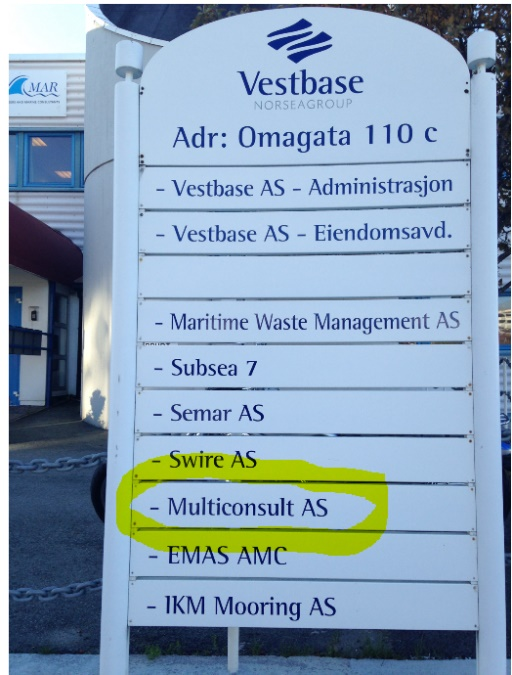 MAR
Vestbase
NORSEAGROUP
Adr: Omagata 110 c
- Vestbase AS - Administrasjon
- Vestbase AS - Eiendomsavd.
- Maritime Waste Management AS
- Subsea 7
- Semar AS
- Swire AS
- Multiconsult AS
- EMAS AMC
- IKM Mooring AS